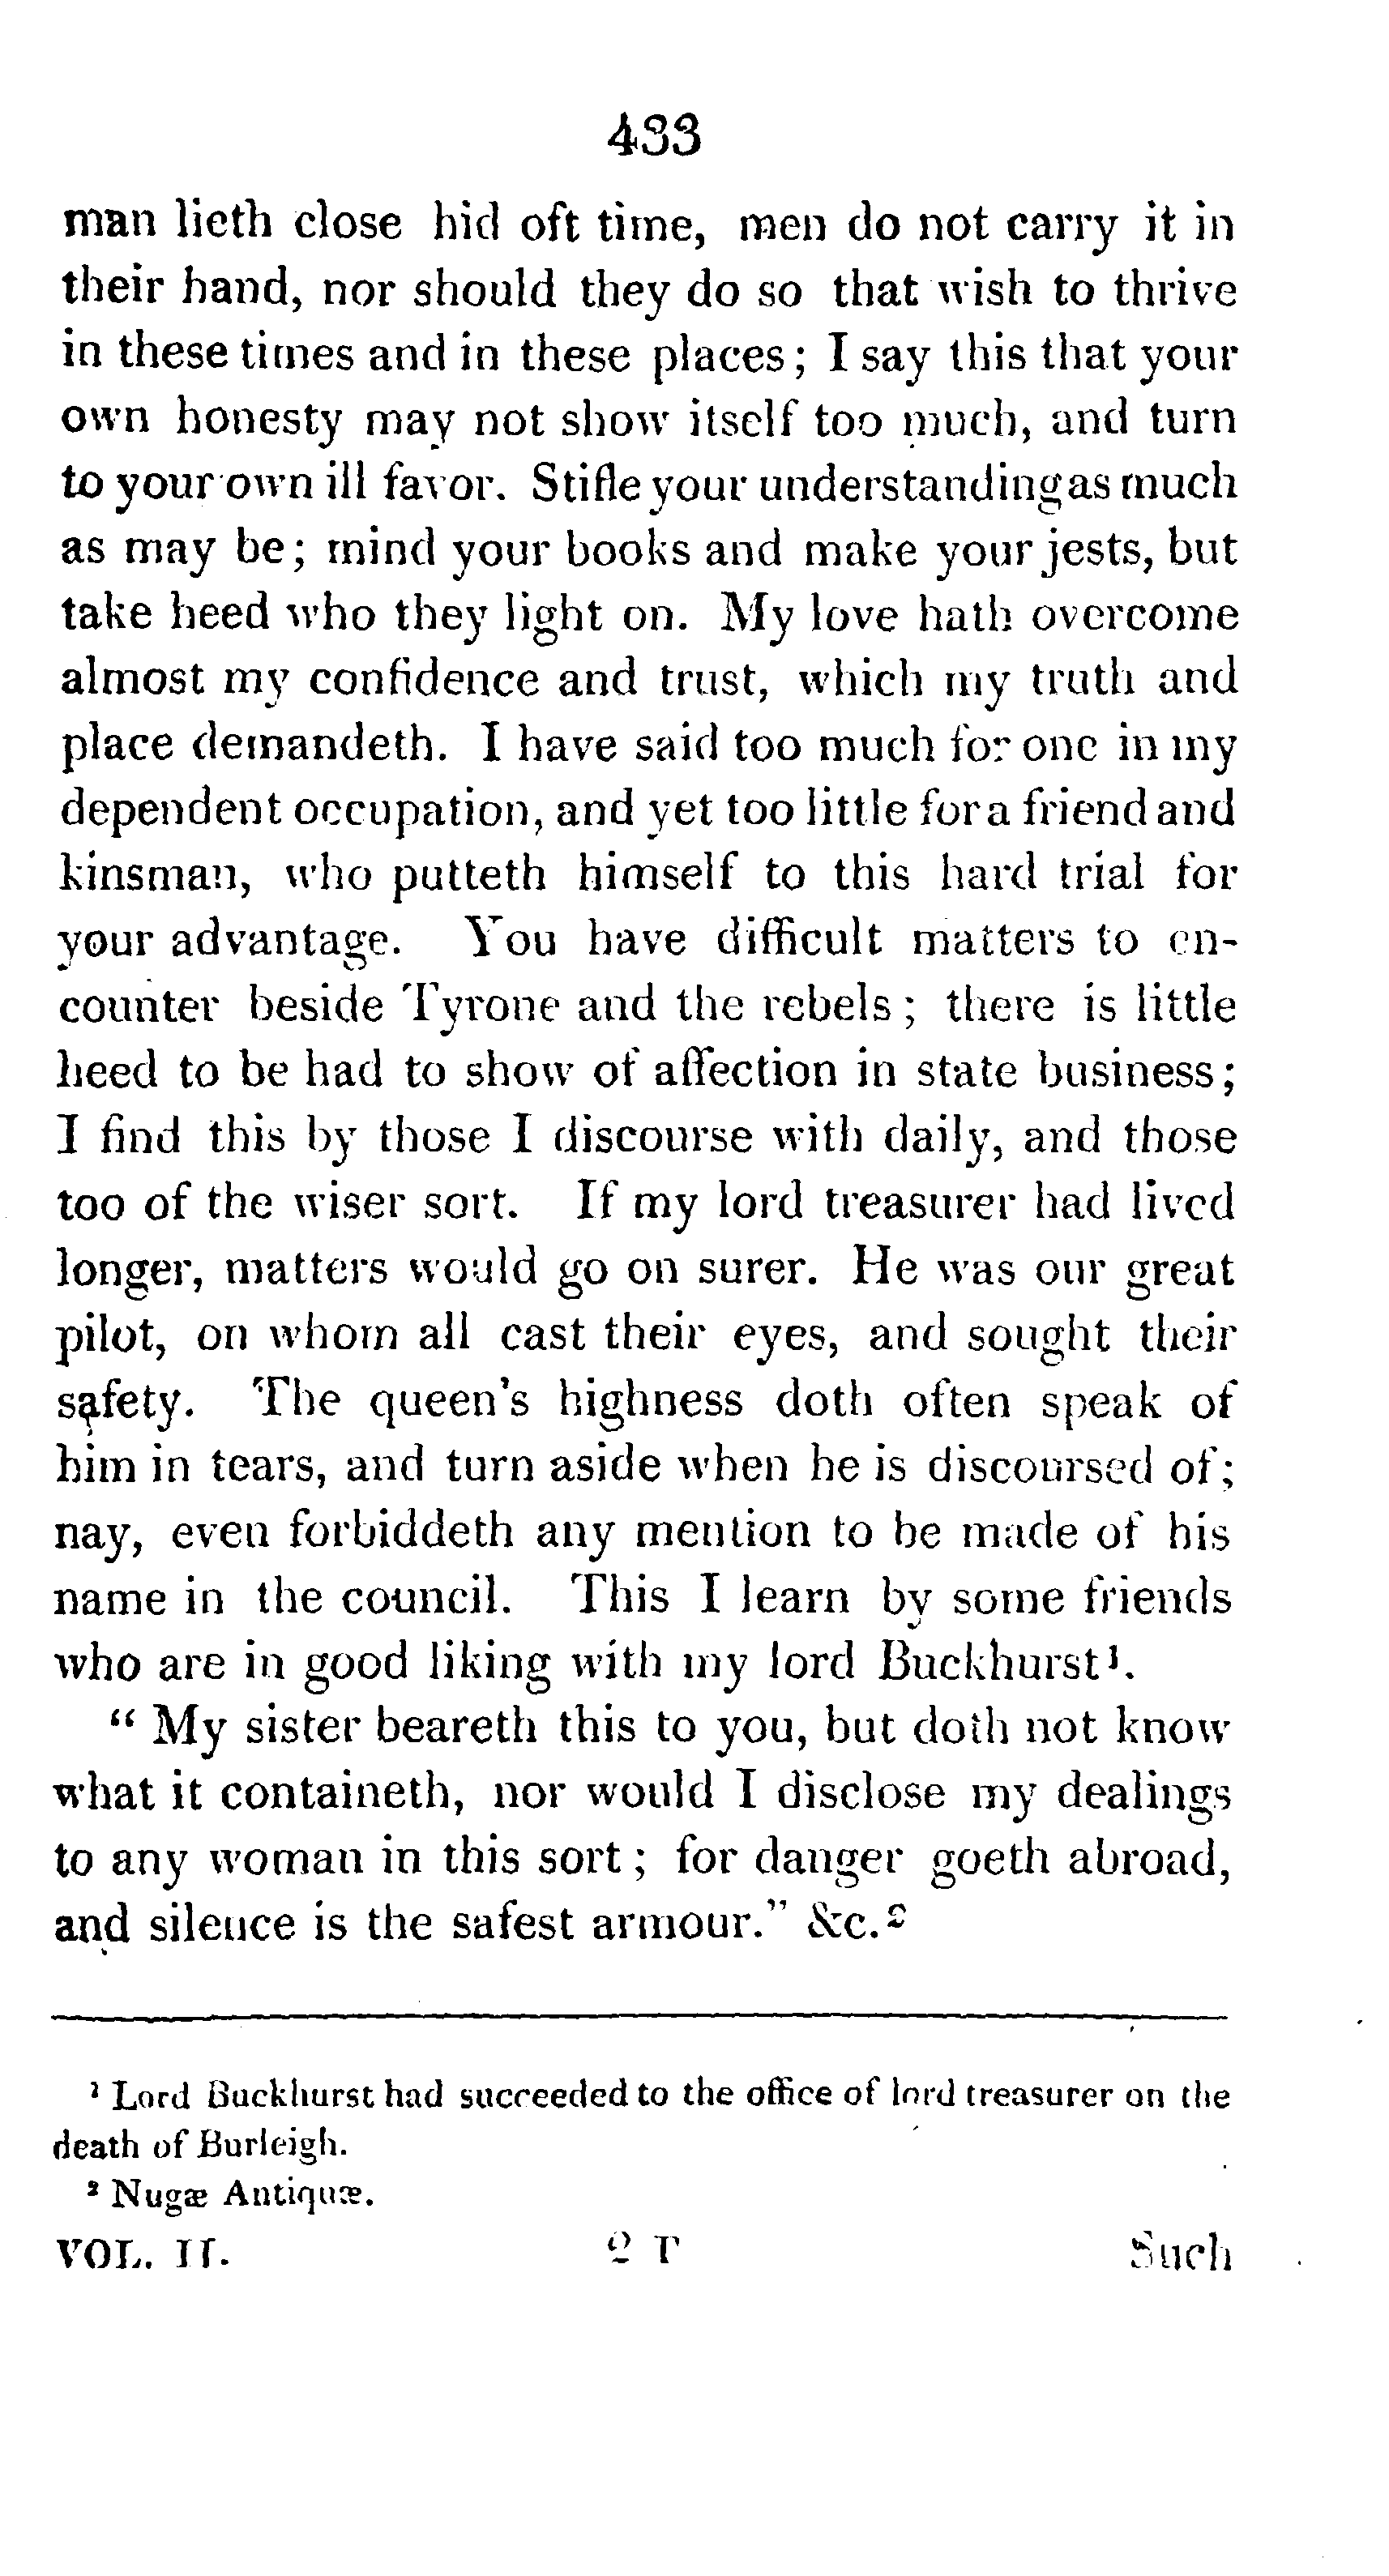 433
man lieth close hid oft time, men do not carry it in
their hand, nor should they do so that wish to thrive
in these times and in these places; I say this that your
own honesty may not show itself too much, and turn
to your own ill favor. Stifle your understanding as much
as may be; mind your books and make your jests, but
take heed who they light on. My love hath overcome
almost my confidence and trust, which my truth and
place demandeth. I have said too much for one in my
dependent occupation, and yet too little for a friend and
kinsman, who putteth himself to this hard trial for
your advantage. You have difficult matters to en-
counter beside Tyrone and the rebels; there is little
heed to be had to show of affection in state business;
I find this by those I discourse with daily, and those
too of the wiser sort. If my lord treasurer had lived
longer, matters would go on surer. He was our great
pilot, on whom all cast their eyes, and sought their
safety. The queen's highness doth often speak of
him in tears, and turn aside when he is discoursed of;
nay, even forbiddeth any mention to be made of his
name in the council. This I learn by some friends
who are in good liking with my lord Buckhurst¹.
“ My sister beareth this to you, but doth not know
what it containeth, nor would I disclose my dealings
to any woman in this sort; for danger goeth abroad,
and silence is the safest armour.” &c.²
¹ Lord Buckhurst had succeeded to the office of lord treasurer on the
death of Burleigh.
² Nugæ Antiquæ.
VOL. II. 2 T Such